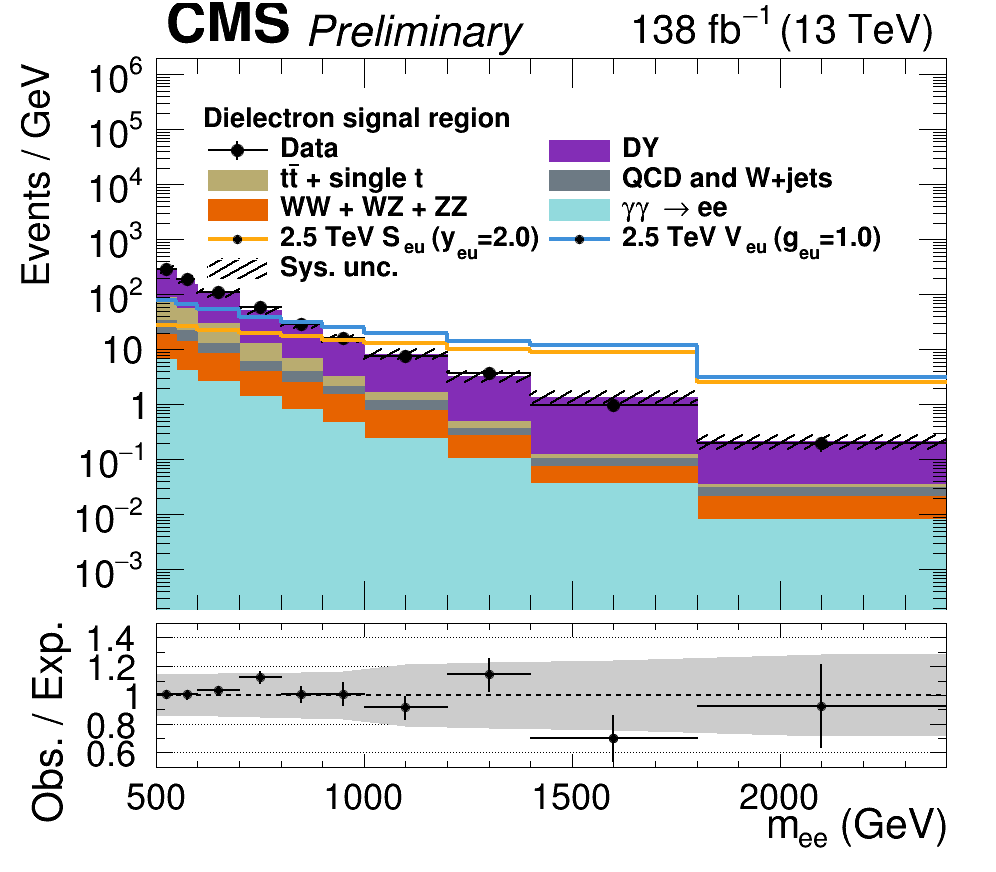 CMS Preliminary 138 fb⁻¹ (13 TeV)
Events / GeV
10⁶
10⁵
10⁴
10³
10²
10
1
10⁻¹
10⁻²
10⁻³
Dielectron signal region
Data
DY
tt̄ + single t
QCD and W+jets
WW + WZ + ZZ
γγ → ee
2.5 TeV S_eu (y_eu=2.0)
2.5 TeV V_eu (g_eu=1.0)
Sys. unc.
Obs. / Exp.
1.4
1.2
1
0.8
0.6
500 1000 1500 2000
m_ee (GeV)